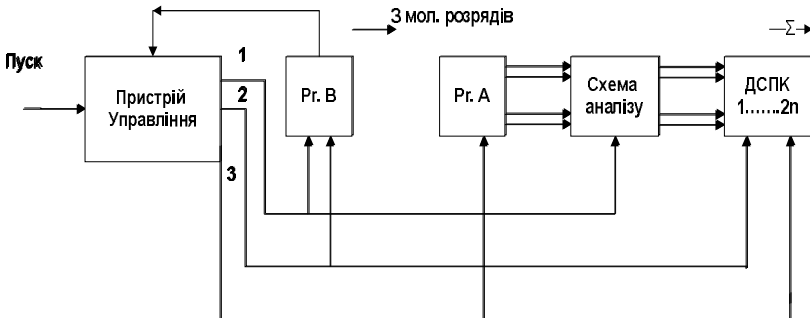 З мол. розрядів
Σ
Пуск
1
2
3
Пристрій
Управління
Рг. В
Рг. А
Схема
аналізу
ДСПК
1.......2n